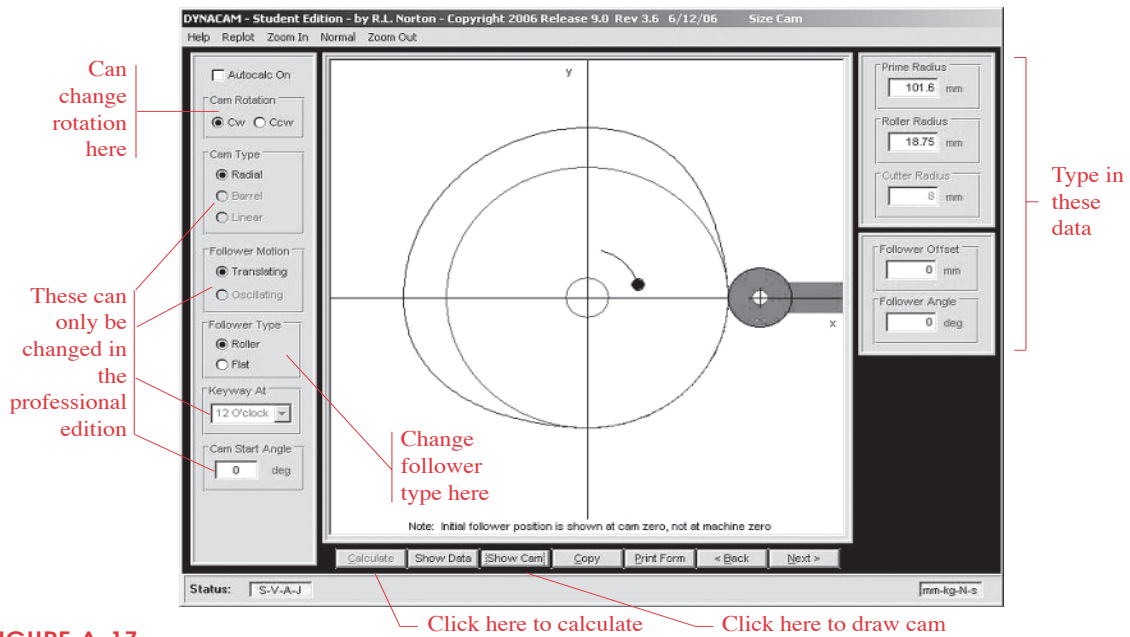 DYNACAM - Student Edition - by R.L. Norton - Copyright 2006 Release 9.0 Rev 3.6 6/12/06 Size Cam
Help Replot Zoom In Normal Zoom Out
Can
change
rotation
here
Autocalc On
Cam Rotation
Cw Ccw
Cam Type
Radial
Barrel
Linear
Follower Motion
Translating
Oscillating
Follower Type
Roller
Flat
Keyway At
12 O'clock
Cam Start Angle
0 deg
These can
only be
changed in
the
professional
edition
y
x
Change
follower
type here
Note: Initial follower position is shown at cam zero, not at machine zero
Prime Radius
101.6 mm
Roller Radius
18.75 mm
Cutter Radius
8 mm
Follower Offset
0 mm
Follower Angle
0 deg
Type in
these
data
Calculate Show Data Show Cam Copy Print Form < Back Next >
Status: S-V-A-J mm-kg-N-s
Click here to calculate Click here to draw cam